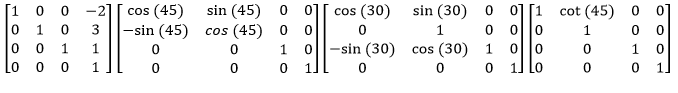 [1 0 0 −2] [cos (45) sin (45) 0 0] [cos (30) sin (30) 0 0] [1 cot (45) 0 0]
[0 1 0 3] [−sin (45) cos (45) 0 0] [0 1 0 0] [0 1 0 0]
[0 0 1 1] [0 0 1 0] [−sin (30) cos (30) 1 0] [0 0 1 0]
[0 0 0 1] [0 0 0 1] [0 0 0 1] [0 0 0 1]